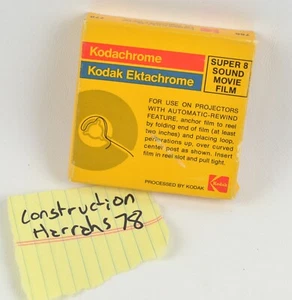 Kodachrome
Kodak Ektachrome
SUPER 8
SOUND
MOVIE
FILM
FOR USE ON PROJECTORS
WITH AUTOMATIC-REWIND
FEATURE, anchor film to reel
by folding end of film (at least
two inches) and placing loop,
perforations up, over curved
center post as shown. Insert
film in reel slot and pull tight.
PROCESSED BY KODAK
Kodak
Construction
Harrahs 78